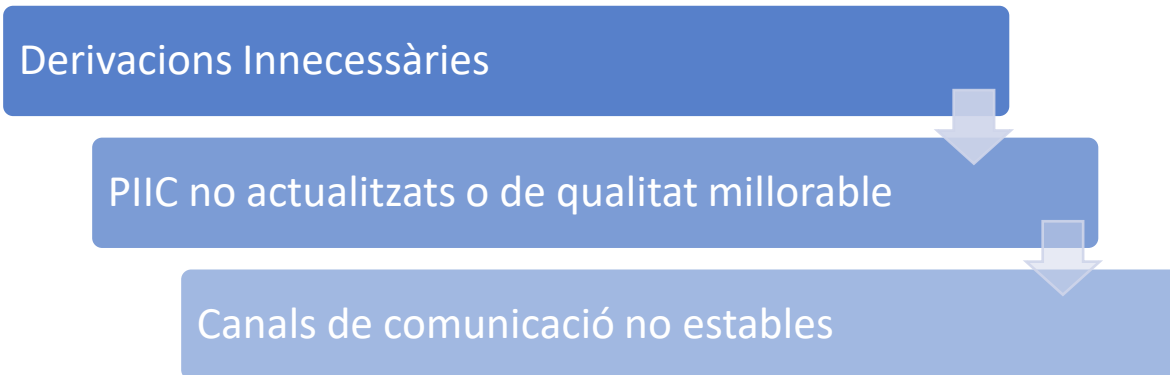 Derivacions Innecessàries
PIIC no actualitzats o de qualitat millorable
Canals de comunicació no estables